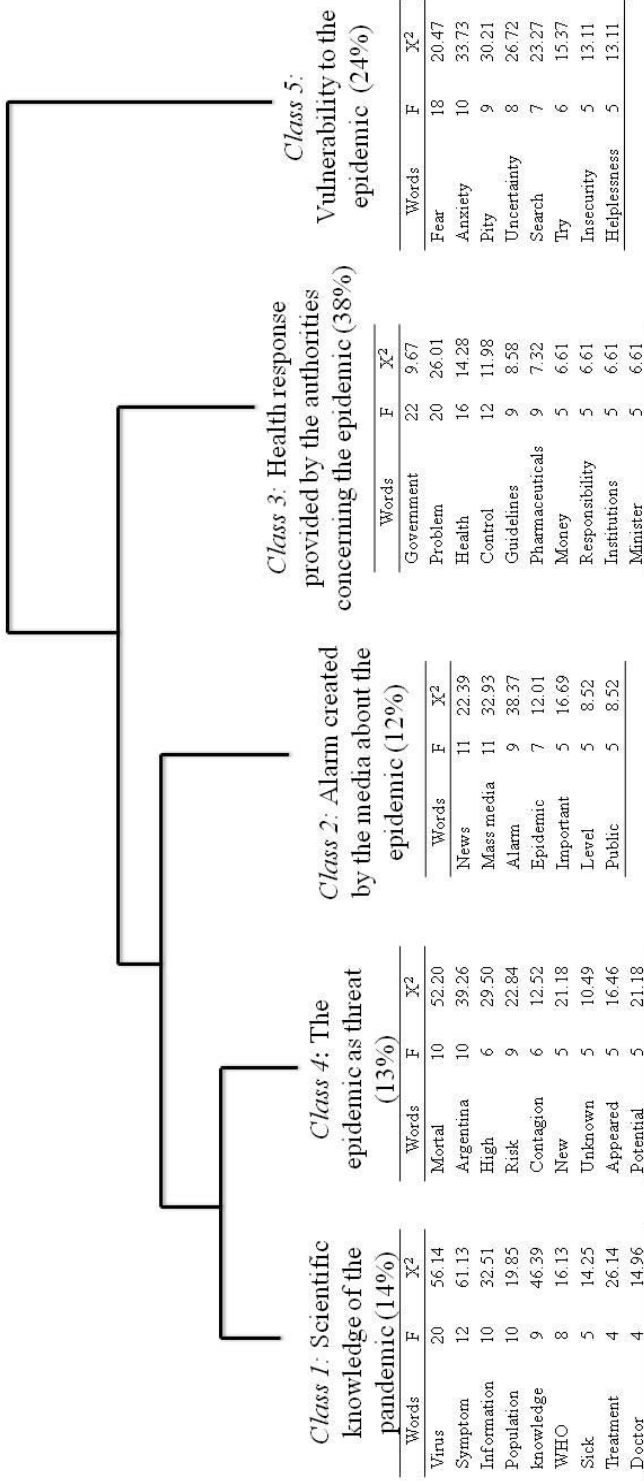 Class 1: Scientific
knowledge of the
pandemic (14%)
Words F X²
Virus 20 56.14
Symptom 12 61.13
Information 10 32.51
Population 10 19.85
knowledge 9 46.39
WHO 8 16.13
Sick 5 14.25
Treatment 4 26.14
Doctor 4 14.96
Class 4: The
epidemic as threat
(13%)
Words F X²
Mortal 10 52.20
Argentina 10 39.26
High 6 29.50
Risk 9 22.84
Contagion 6 12.52
New 5 21.18
Unknown 5 10.49
Appeared 5 16.46
Potential 5 21.18
Class 2: Alarm created
by the media about the
epidemic (12%)
Words F X²
News 11 22.39
Mass media 11 32.93
Alarm 9 38.37
Epidemic 7 12.01
Important 5 16.69
Level 5 8.52
Public 5 8.52
Class 3: Health response
provided by the authorities
concerning the epidemic (38%)
Words F X²
Government 22 9.67
Problem 20 26.01
Health 16 14.28
Control 12 11.98
Guidelines 9 8.58
Pharmaceuticals 9 7.32
Money 5 6.61
Responsibility 5 6.61
Institutions 5 6.61
Minister 5 6.61
Class 5:
Vulnerability to the
epidemic (24%)
Words F X²
Fear 18 20.47
Anxiety 10 33.73
Pity 9 30.21
Uncertainty 8 26.72
Search 7 23.27
Try 6 15.37
Insecurity 5 13.11
Helplessness 5 13.11